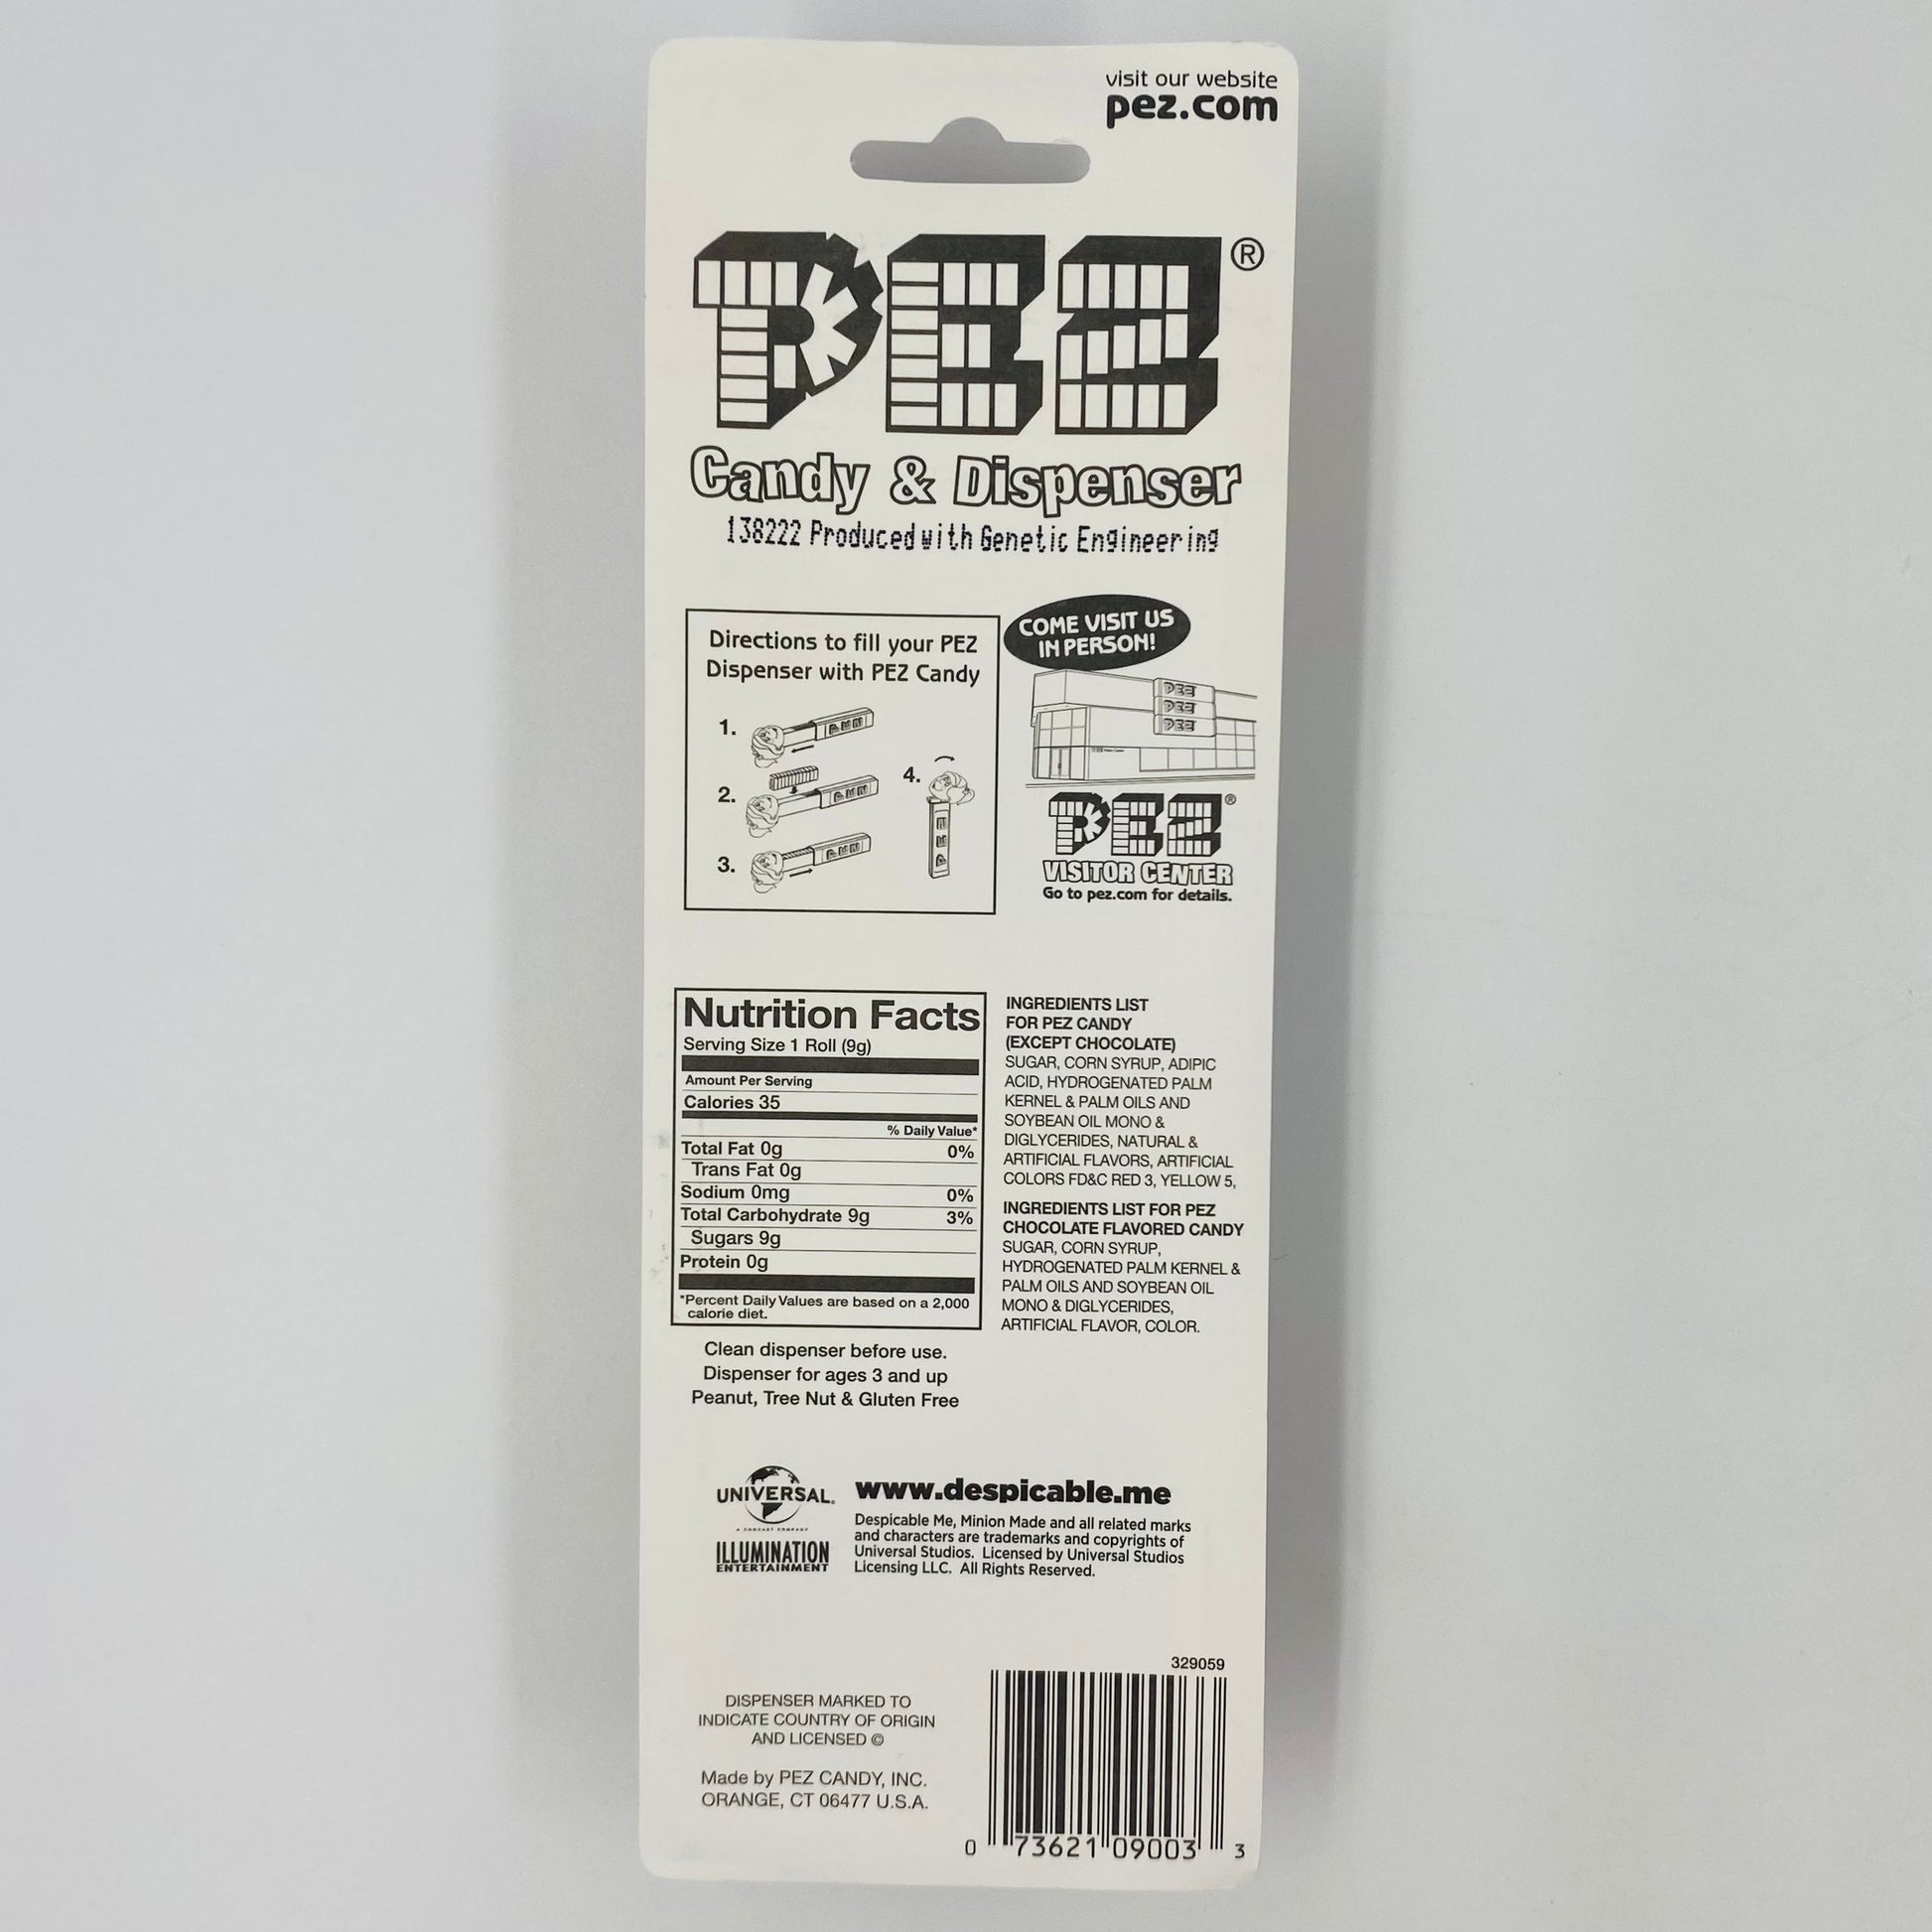 visit our website
pez.com
PEZ®
Candy & Dispenser
138222 Produced with Genetic Engineering
Directions to fill your PEZ
Dispenser with PEZ Candy
1.
2.
3.
4.
COME VISIT US
IN PERSON!
PEZ
PEZ
PEZ
PEZ®
VISITOR CENTER
Go to pez.com for details.
Nutrition Facts
Serving Size 1 Roll (9g)
Amount Per Serving
Calories 35
% Daily Value*
Total Fat 0g 0%
Trans Fat 0g
Sodium 0mg 0%
Total Carbohydrate 9g 3%
Sugars 9g
Protein 0g
*Percent Daily Values are based on a 2,000
calorie diet.
INGREDIENTS LIST
FOR PEZ CANDY
(EXCEPT CHOCOLATE)
SUGAR, CORN SYRUP, ADIPIC
ACID, HYDROGENATED PALM
KERNEL & PALM OILS AND
SOYBEAN OIL MONO &
DIGLYCERIDES, NATURAL &
ARTIFICIAL FLAVORS, ARTIFICIAL
COLORS FD&C RED 3, YELLOW 5,
INGREDIENTS LIST FOR PEZ
CHOCOLATE FLAVORED CANDY
SUGAR, CORN SYRUP,
HYDROGENATED PALM KERNEL &
PALM OILS AND SOYBEAN OIL
MONO & DIGLYCERIDES,
ARTIFICIAL FLAVOR, COLOR.
Clean dispenser before use.
Dispenser for ages 3 and up
Peanut, Tree Nut & Gluten Free
UNIVERSAL
A COMCAST COMPANY
ILLUMINATION
ENTERTAINMENT
www.despicable.me
Despicable Me, Minion Made and all related marks
and characters are trademarks and copyrights of
Universal Studios. Licensed by Universal Studios
Licensing LLC. All Rights Reserved.
DISPENSER MARKED TO
INDICATE COUNTRY OF ORIGIN
AND LICENSED ©
Made by PEZ CANDY, INC.
ORANGE, CT 06477 U.S.A.
329059
0 73621 09003 3